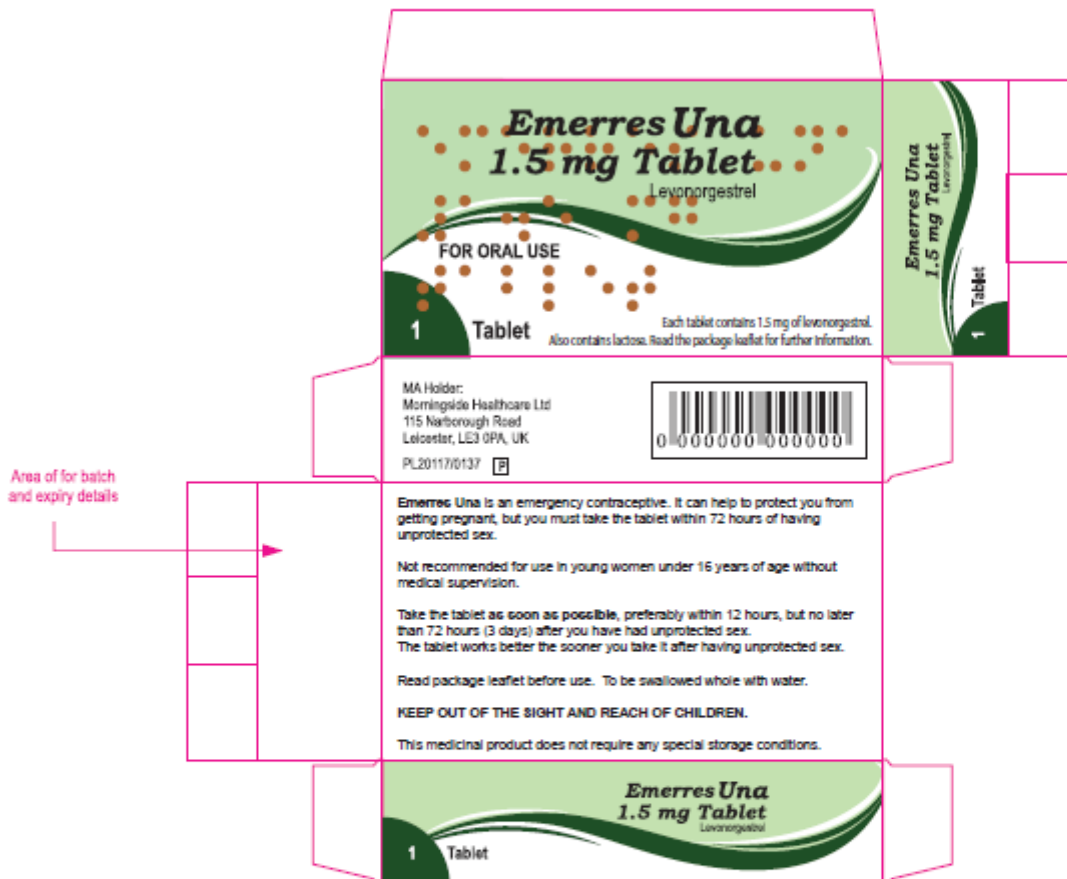 Emerres Una
1.5 mg Tablet
Levonorgestrel
FOR ORAL USE
1 Tablet
Each tablet contains 1.5 mg of levonorgestrel.
Also contains lactose. Read the package leaflet for further information.
Emerres Una
1.5 mg Tablet
Levonorgestrel
1 Tablet
MA Holder:
Morningside Healthcare Ltd
115 Narborough Road
Leicester, LE3 0PA, UK
PL20117/0137 P
0 000000 000000
Area of for batch
and expiry details
Emerres Una is an emergency contraceptive. It can help to protect you from
getting pregnant, but you must take the tablet within 72 hours of having
unprotected sex.
Not recommended for use in young women under 16 years of age without
medical supervision.
Take the tablet as soon as possible, preferably within 12 hours, but no later
than 72 hours (3 days) after you have had unprotected sex.
The tablet works better the sooner you take it after having unprotected sex.
Read package leaflet before use. To be swallowed whole with water.
KEEP OUT OF THE SIGHT AND REACH OF CHILDREN.
This medicinal product does not require any special storage conditions.
Emerres Una
1.5 mg Tablet
Levonorgestrel
1 Tablet